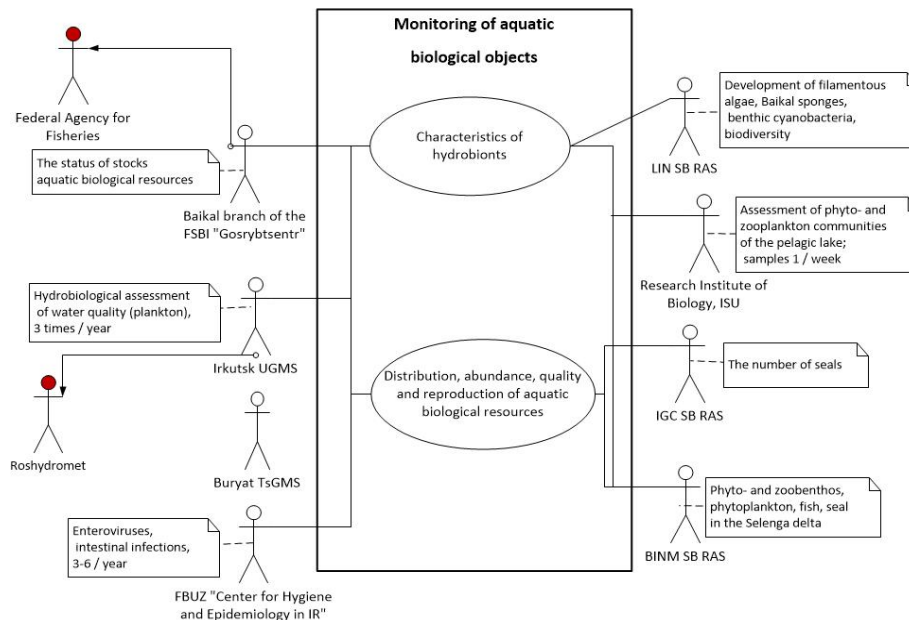 Monitoring of aquatic
biological objects
Federal Agency for
Fisheries
The status of stocks
aquatic biological resources
Baikal branch of the
FSBI "Gosrybtsentr"
Hydrobiological assessment
of water quality (plankton),
3 times / year
Irkutsk UGMS
Roshydromet
Buryat TsGMS
Enteroviruses,
intestinal infections,
3-6 / year
FBUZ "Center for Hygiene
and Epidemiology in IR"
Characteristics of
hydrobionts
Distribution, abundance, quality
and reproduction of aquatic
biological resources
Development of filamentous
algae, Baikal sponges,
benthic cyanobacteria,
biodiversity
LIN SB RAS
Assessment of phyto- and
zooplankton communities
of the pelagic lake;
samples 1 / week
Research Institute of
Biology, ISU
The number of seals
IGC SB RAS
Phyto- and zoobenthos,
phytoplankton, fish, seal
in the Selenga delta
BINM SB RAS